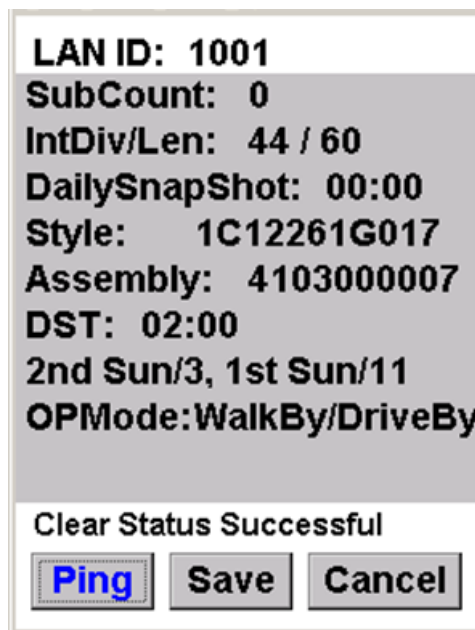 LAN ID: 1001
SubCount: 0
IntDiv/Len: 44 / 60
DailySnapShot: 00:00
Style: 1C12261G017
Assembly: 4103000007
DST: 02:00
2nd Sun/3, 1st Sun/11
OPMode:WalkBy/DriveBy
Clear Status Successful
Ping Save Cancel